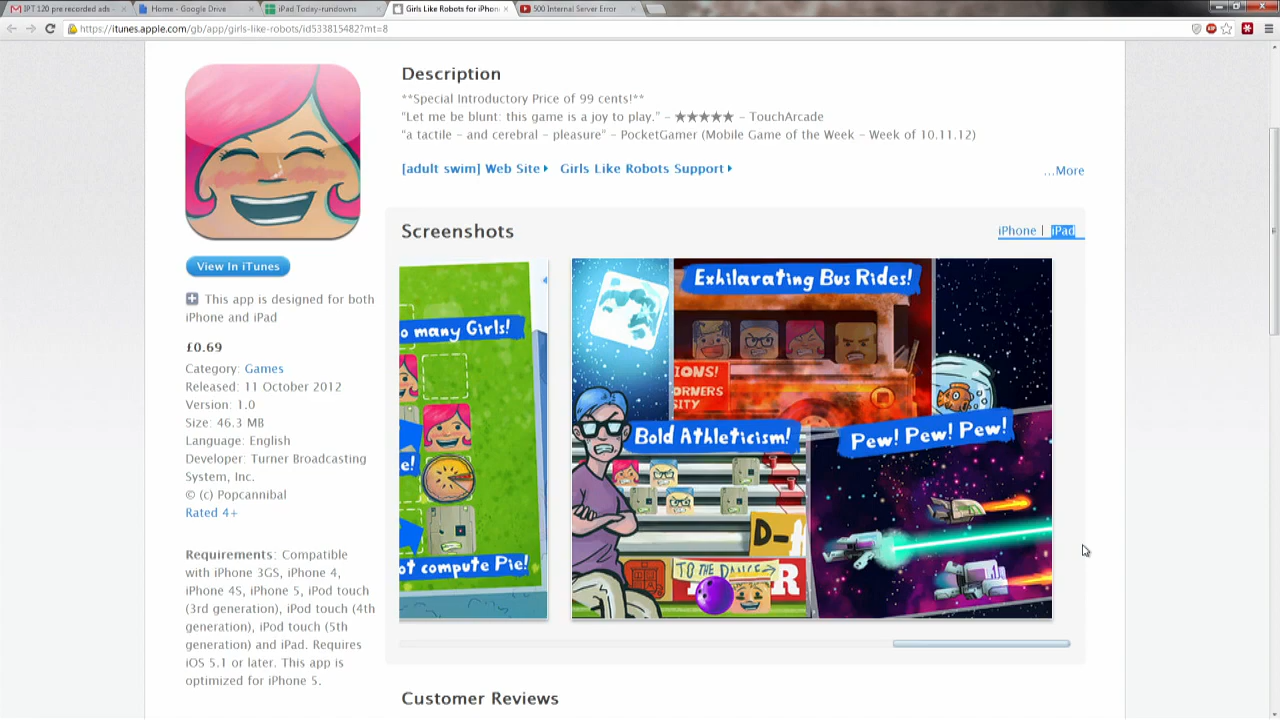 IPT 120 pre recorded ads -
Home - Google Drive
iPad Today-rundowns
Girls Like Robots for iPhon
500 Internal Server Error
https://itunes.apple.com/gb/app/girls-like-robots/id533815482?mt=8
Description
**Special Introductory Price of 99 cents!**
"Let me be blunt: this game is a joy to play." - ★★★★★ - TouchArcade
"a tactile - and cerebral - pleasure" - PocketGamer (Mobile Game of the Week - Week of 10.11.12)
[adult swim] Web Site
Girls Like Robots Support
...More
Screenshots
iPhone | iPad
View In iTunes
This app is designed for both
iPhone and iPad
£0.69
Category: Games
Released: 11 October 2012
Version: 1.0
Size: 46.3 MB
Language: English
Developer: Turner Broadcasting
System, Inc.
© (c) Popcannibal
Rated 4+
Requirements: Compatible
with iPhone 3GS, iPhone 4,
iPhone 4S, iPhone 5, iPod touch
(3rd generation), iPod touch (4th
generation), iPod touch (5th
generation) and iPad. Requires
iOS 5.1 or later. This app is
optimized for iPhone 5.
o many Girls!
e!
ot compute Pie!
Exhilarating Bus Rides!
IONS!
ORNERS
SITY
Bold Athleticism!
Pew! Pew! Pew!
D-
TO THE DANCE
R
Customer Reviews